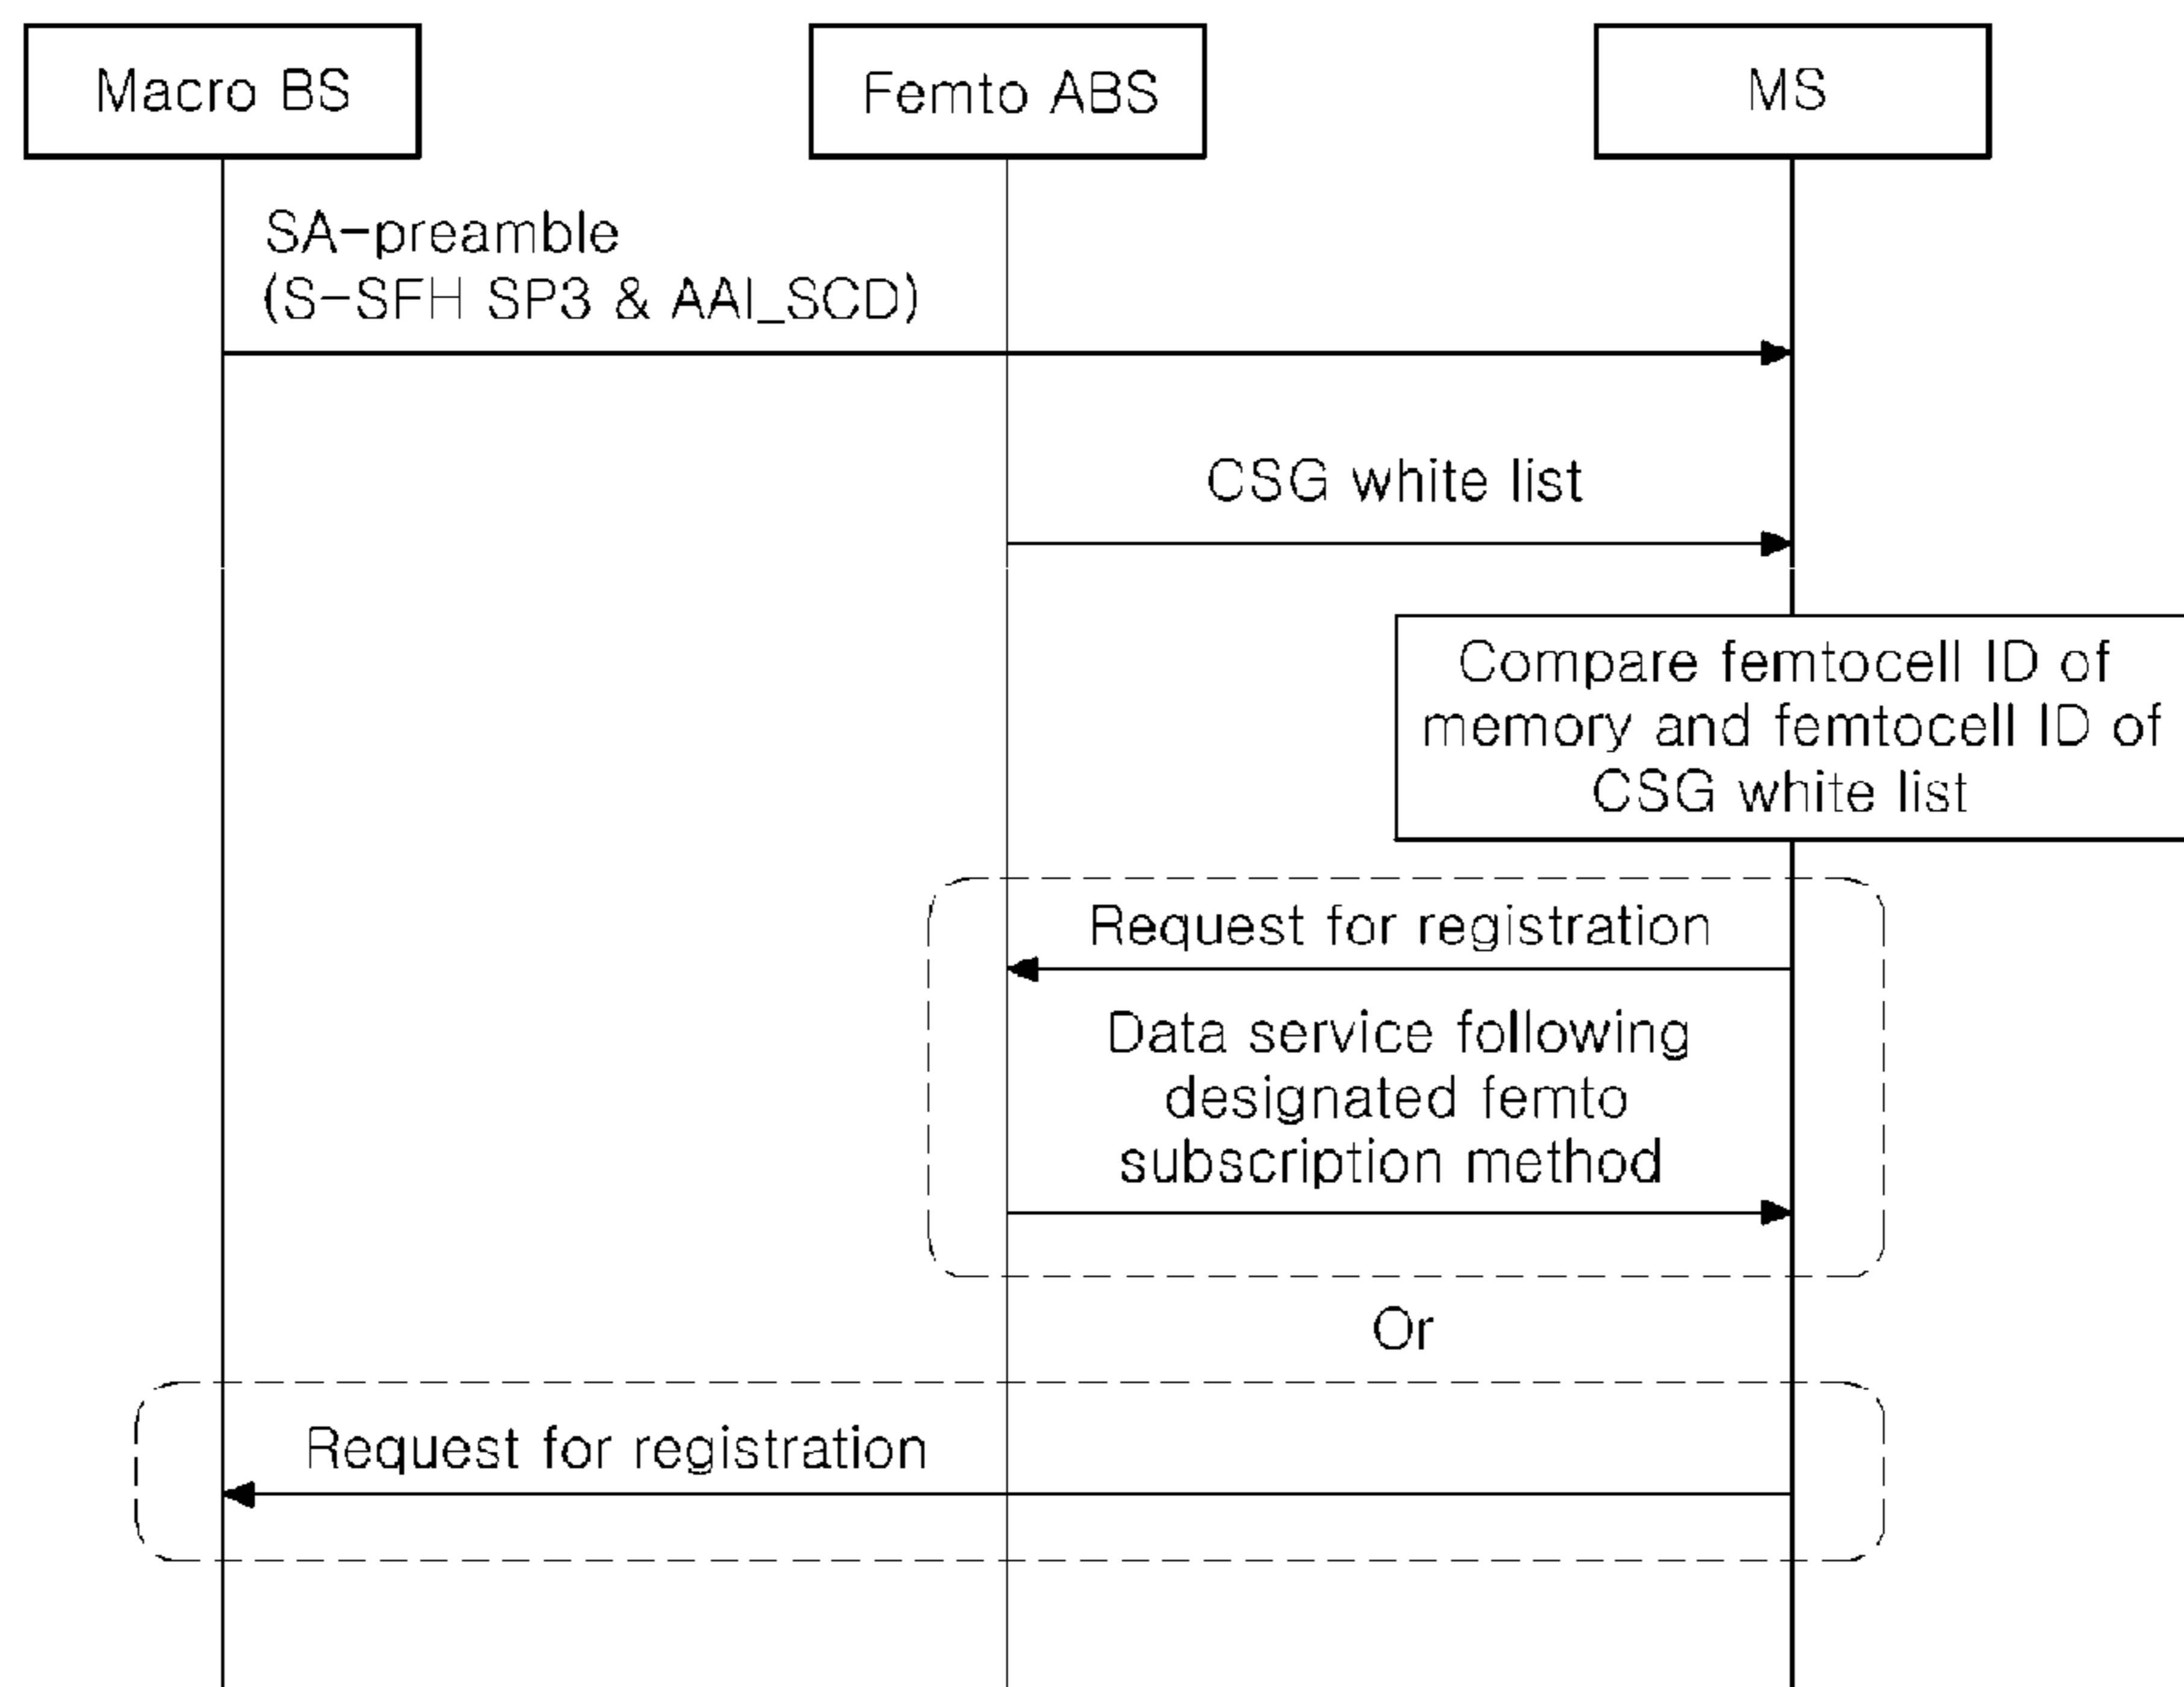 Macro BS
Femto ABS
MS
SA-preamble
(S-SFH SP3 & AAI_SCD)
CSG white list
Compare femtocell ID of
memory and femtocell ID of
CSG white list
Request for registration
Data service following
designated femto
subscription method
Or
Request for registration